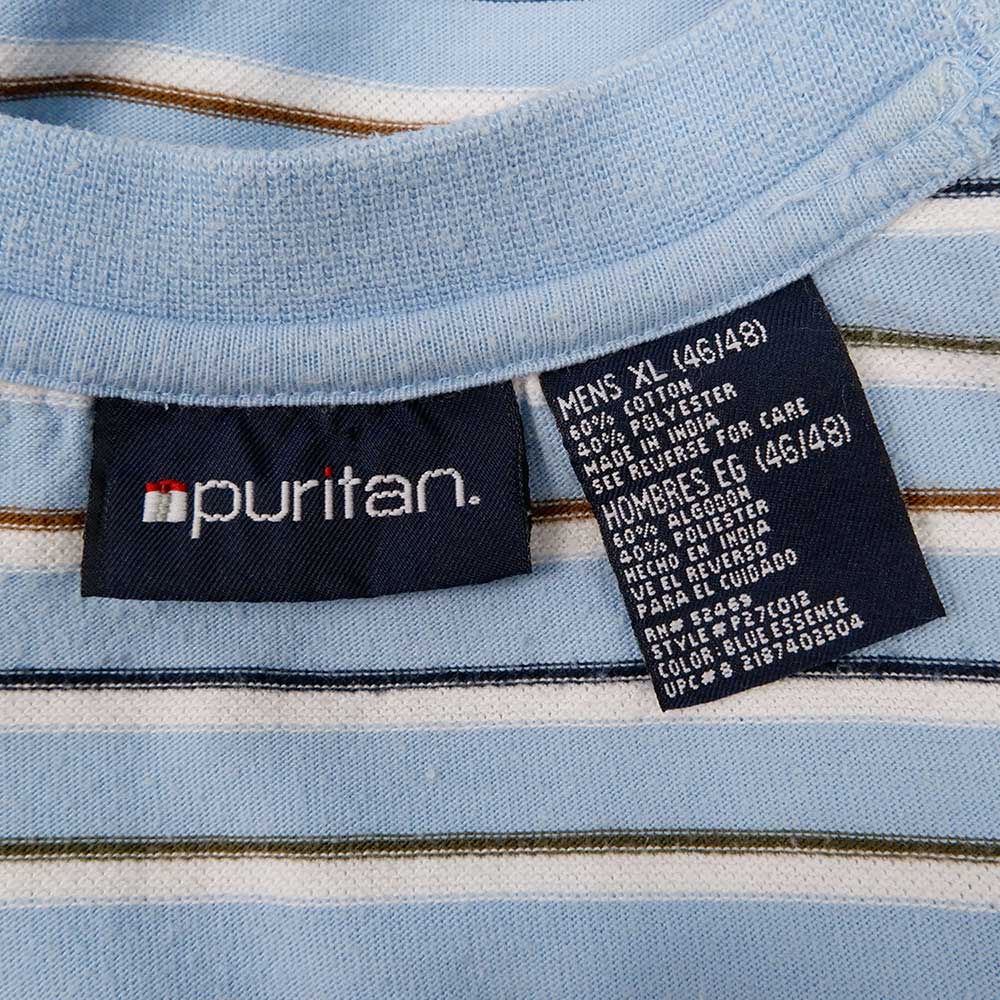 puritan.
MENS XL (46/48)
60% COTTON
40% POLYESTER
MADE IN INDIA
SEE REVERSE FOR CARE
HOMBRES EG (46/48)
60% ALGODON
40% POLIESTER
HECHO EN INDIA
VE EL REVERSO
PARA EL CUIDADO
RN# 52469
STYLE # P27C012
COLOR: BLUE ESSENCE
UPC# 8 2187402504